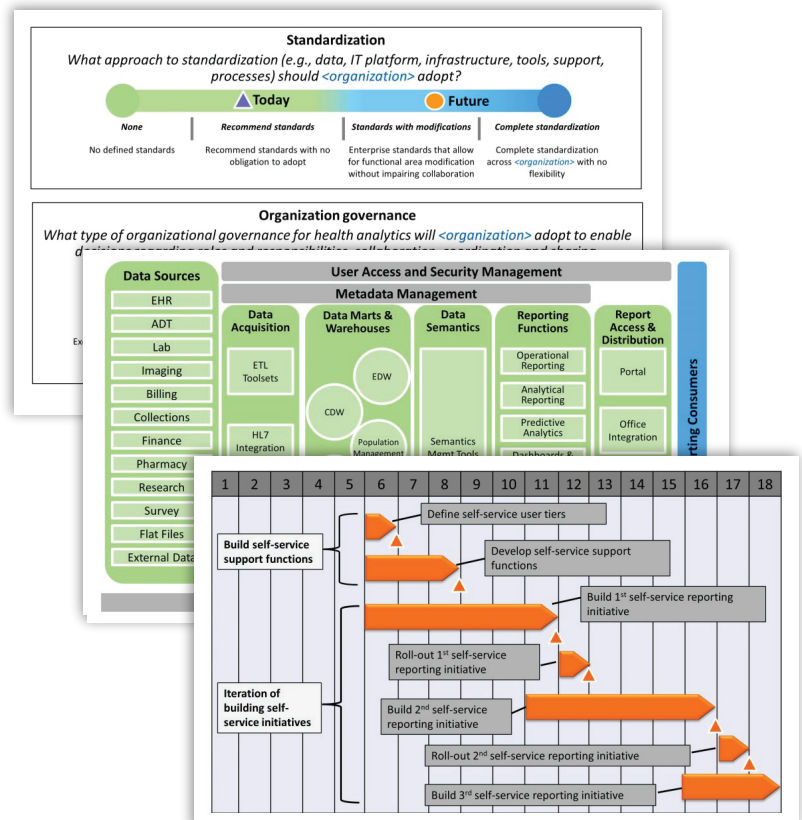 Standardization
What approach to standardization (e.g., data, IT platform, infrastructure, tools, support,
processes) should <organization> adopt?
Today
Future
None
Recommend standards
Standards with modifications
Complete standardization
No defined standards
Recommend standards with no
obligation to adopt
Enterprise standards that allow
for functional area modification
without impairing collaboration
Complete standardization
across <organization> with no
flexibility
Organization governance
What type of organizational governance for health analytics will <organization> adopt to enable
Data Sources
EHR
ADT
Lab
Imaging
Billing
Collections
Finance
Pharmacy
Research
Survey
Flat Files
External Data
User Access and Security Management
Metadata Management
Data
Acquisition
ETL
Toolsets
HL7
Integration
Data Marts &
Warehouses
EDW
CDW
Population
Management
Data
Semantics
Semantics
Mgmt Tools
Reporting
Functions
Operational
Reporting
Analytical
Reporting
Predictive
Analytics
Dashboards &
Report
Access &
Distribution
Portal
Office
Integration
Consumers
1 2 3 4 5 6 7 8 9 10 11 12 13 14 15 16 17 18
Build self-service
support functions
Define self-service user tiers
Develop self-service support
functions
Iteration of
building self-
service initiatives
Build 1st self-service reporting
initiative
Roll-out 1st self-service
reporting initiative
Build 2nd self-service
reporting initiative
Roll-out 2nd self-service reporting initiative
Build 3rd self-service reporting initiative